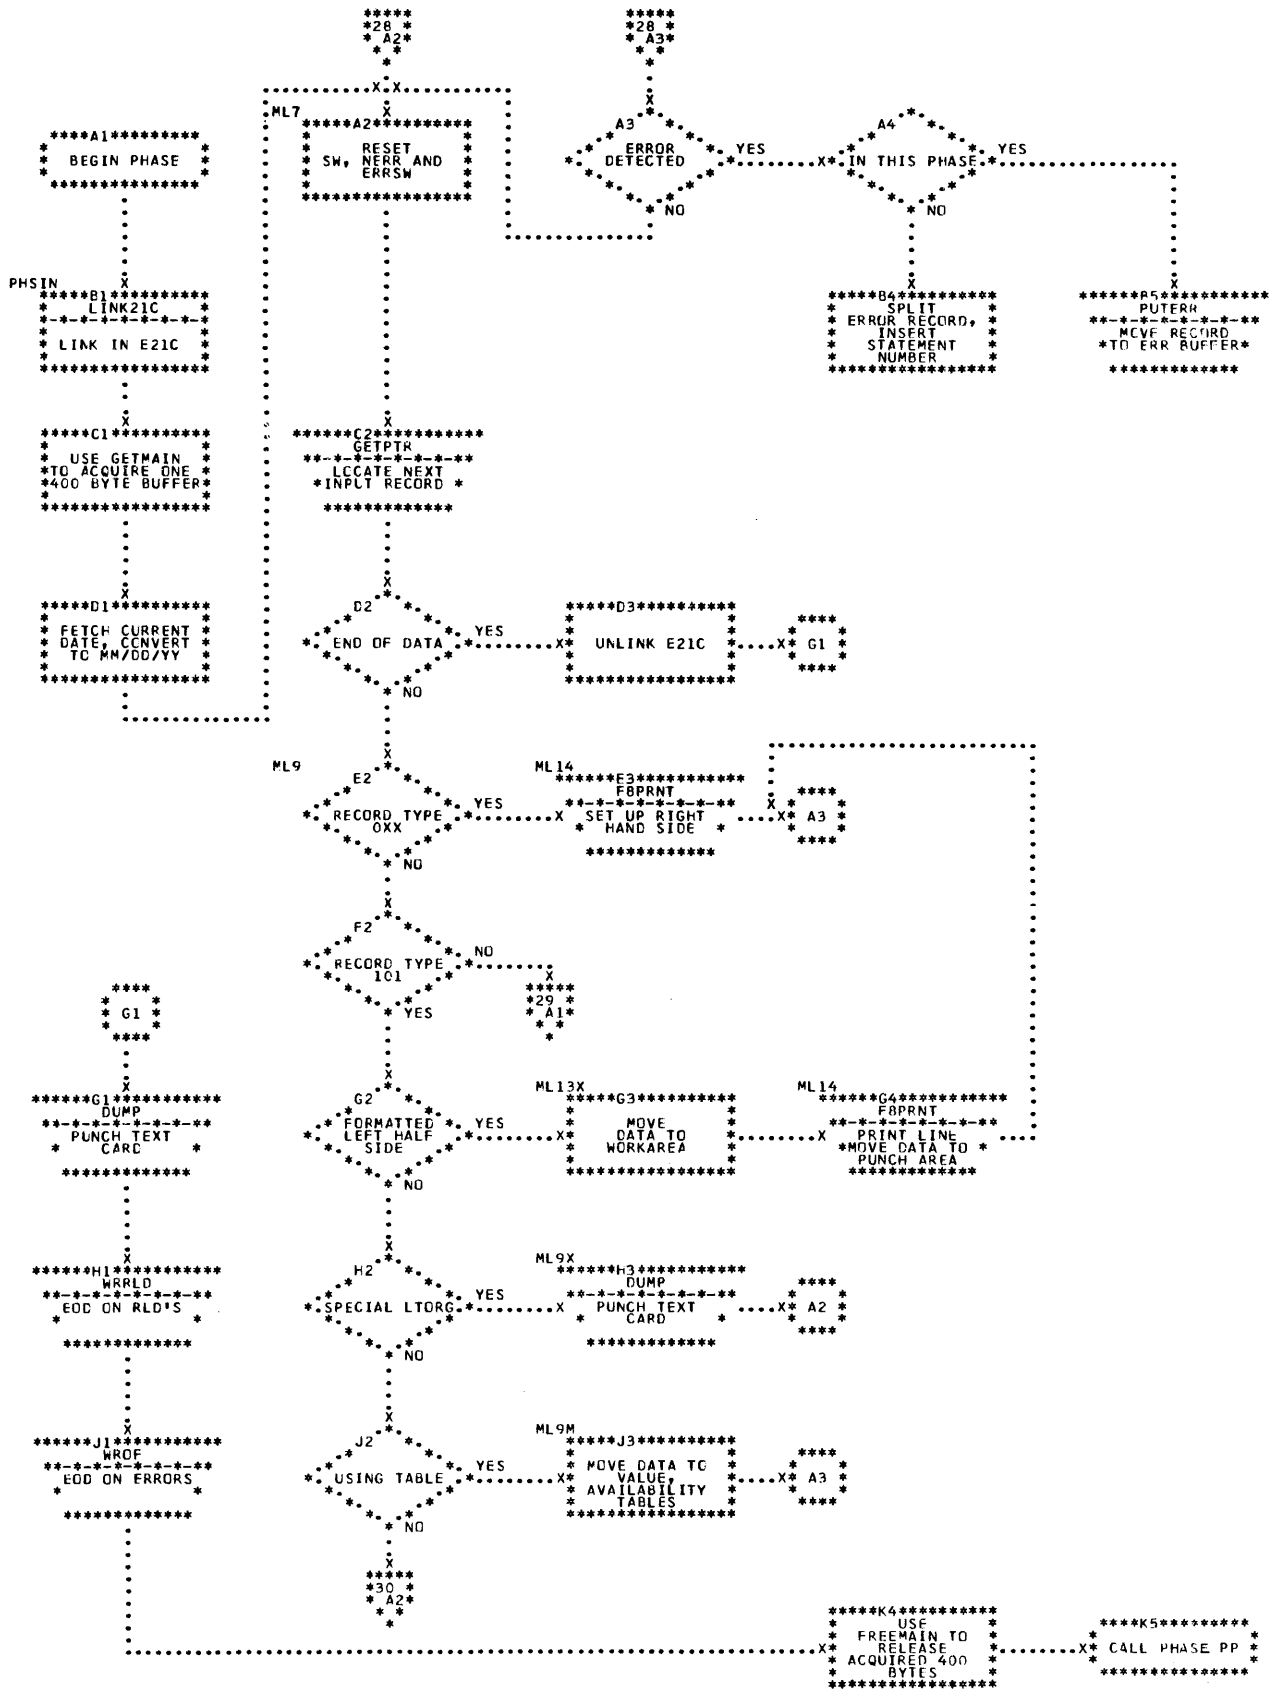 28
A2
28
A3
ML7
A1
BEGIN PHASE
A2
RESET
SW, NERR AND
ERRSW
A3
ERROR
DETECTED
YES
NO
A4
IN THIS PHASE
YES
NO
PHSIN
B1
LINK21C
LINK IN E21C
B4
SPLIT
ERROR RECORD,
INSERT
STATEMENT
NUMBER
B5
PUTERR
MOVE RECORD
TO ERR BUFFER
C1
USE GETMAIN
TO ACQUIRE ONE
400 BYTE BUFFER
C2
GETPTR
LOCATE NEXT
INPUT RECORD
D1
FETCH CURRENT
DATE, CONVERT
TO MM/DD/YY
D2
END OF DATA
YES
NO
D3
UNLINK E21C
G1
ML9
E2
RECORD TYPE
0XX
YES
NO
ML14
E3
F8PRNT
SET UP RIGHT
HAND SIDE
A3
F2
RECORD TYPE
101
NO
YES
29
A1
G1
G1
DUMP
PUNCH TEXT
CARD
G2
FORMATTED
LEFT HALF
SIDE
YES
NO
ML13X
G3
MOVE
DATA TO
WORKAREA
ML14
G4
F8PRNT
PRINT LINE
MOVE DATA TO
PUNCH AREA
H1
WRRLD
EOD ON RLD'S
H2
SPECIAL LTORG
YES
NO
ML9X
H3
DUMP
PUNCH TEXT
CARD
A2
J1
WROF
EOD ON ERRORS
J2
USING TABLE
YES
NO
ML9M
J3
MOVE DATA TO
VALUE,
AVAILABILITY
TABLES
A3
30
A2
K4
USE
FREEMAIN TO
RELEASE
ACQUIRED 400
BYTES
K5
CALL PHASE PP